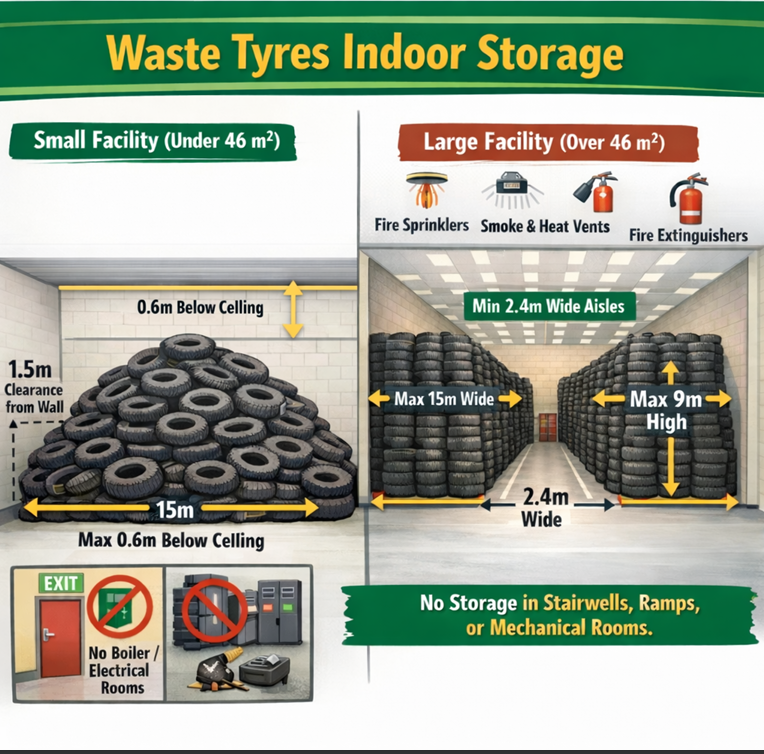 Waste Tyres Indoor Storage
Small Facility (Under 46 m²)
0.6m Below Celling
1.5m
Clearance
from Wall
15m
Max 0.6m Below Celling
EXIT
No Boiler /
Electrical
Rooms
Large Facility (Over 46 m²)
Fire Sprinklers
Smoke & Heat Vents
Fire Extinguishers
Min 2.4m Wide Aisles
Max 15m Wide
Max 9m
High
2.4m
Wide
No Storage in Stairwells, Ramps,
or Mechanical Rooms.